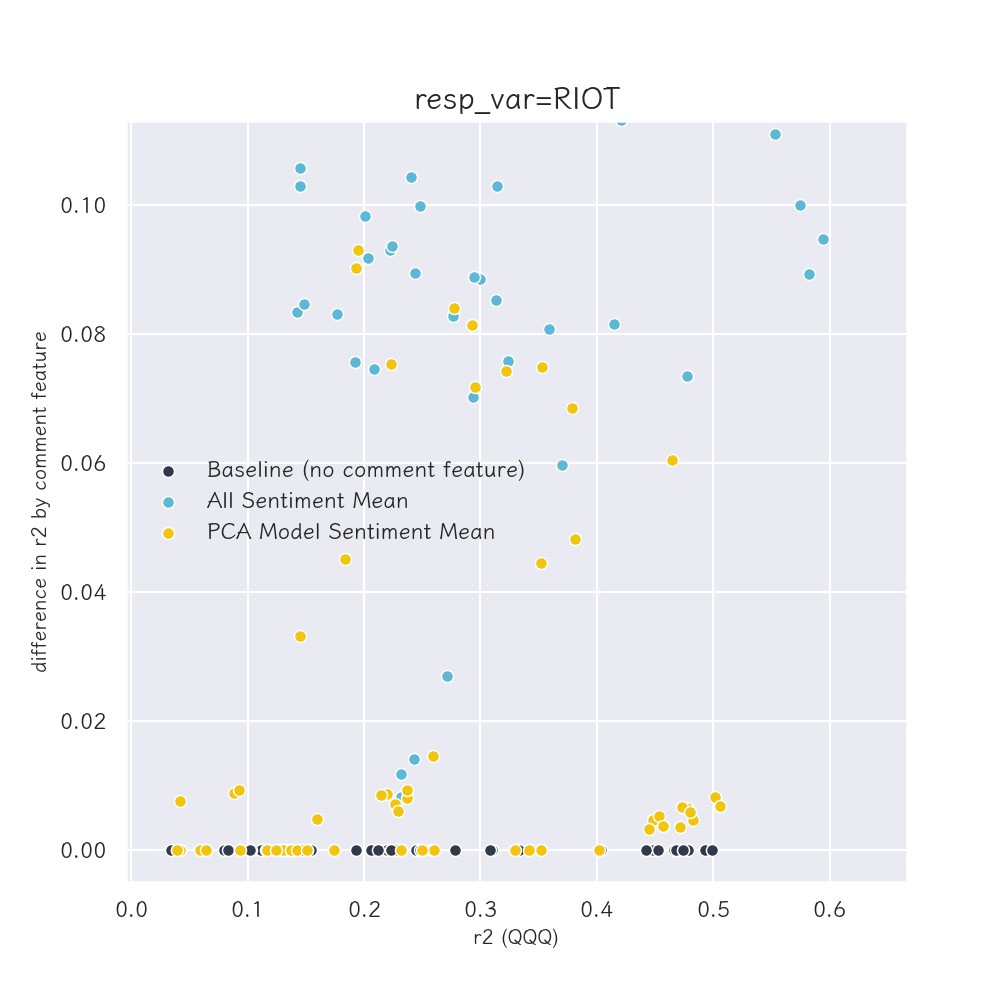 resp_var=RIOT
difference in r2 by comment feature
0.10
0.08
0.06
0.04
0.02
0.00
Baseline (no comment feature)
All Sentiment Mean
PCA Model Sentiment Mean
0.0 0.1 0.2 0.3 0.4 0.5 0.6
r2 (QQQ)